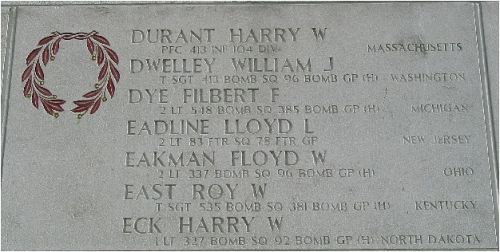 DURANT HARRY W
PFC 413 INF 104 DIV MASSACHUSETTS
DWELLEY WILLIAM J
T SGT 413 BOMB SQ 96 BOMB GP (H) WASHINGTON
DYE FILBERT F
2 LT 548 BOMB SQ 385 BOMB GP (H) MICHIGAN
EADLINE LLOYD L
2 LT 83 FTR SQ 78 FTR GP NEW JERSEY
EAKMAN FLOYD W
2 LT 337 BOMB SQ 96 BOMB GP (H) OHIO
EAST ROY W
T SGT 535 BOMB SQ 381 BOMB GP (H) KENTUCKY
ECK HARRY W
1 LT 327 BOMB SQ 92 BOMB GP (H) NORTH DAKOTA